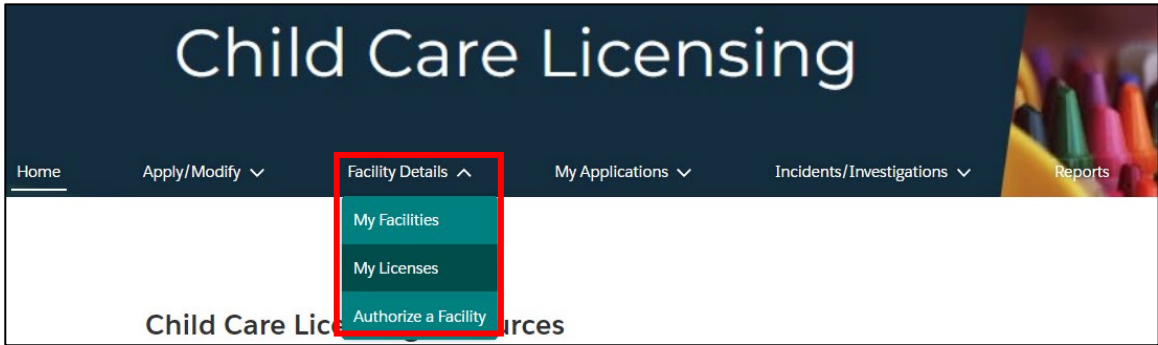 Child Care Licensing
Home Apply/Modify Facility Details My Applications Incidents/Investigations Reports
My Facilities
My Licenses
Authorize a Facility
Child Care Lic urces